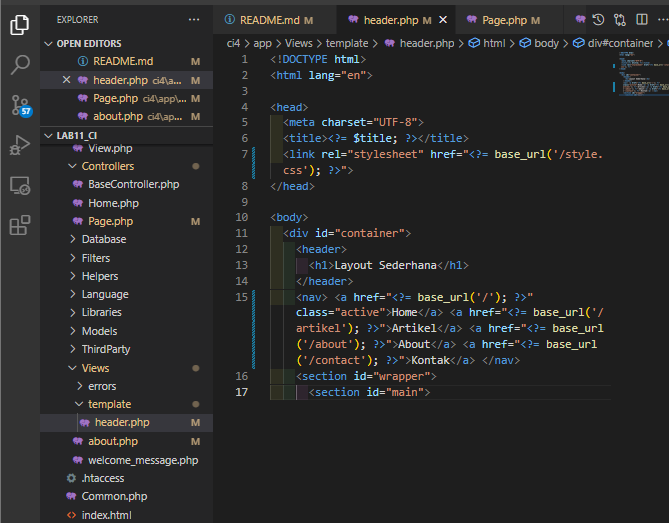 EXPLORER
OPEN EDITORS
README.md
header.php ci4\a... M
Page.php ci4\app\... M
about.php ci4\a... M
LAB11_CI
View.php
Controllers
BaseController.php
Home.php
Page.php M
Database
Filters
Helpers
Language
Libraries
Models
ThirdParty
Views
errors
template
header.php M
about.php M
welcome_message.php
.htaccess
Common.php
index.html
57
README.md M header.php M Page.php M
ci4 > app > Views > template > header.php > html > body > div#container >
1 <!DOCTYPE html>
2 <html lang="en">
3
4 <head>
5 <meta charset="UTF-8">
6 <title><?= $title; ?></title>
7 <link rel="stylesheet" href="<?= base_url('/style.
css'); ?>">
8 </head>
9
10 <body>
11 <div id="container">
12 <header>
13 <h1>Layout Sederhana</h1>
14 </header>
15 <nav> <a href="<?= base_url('/'); ?>"
class="active">Home</a> <a href="<?= base_url('/
artikel'); ?>">Artikel</a> <a href="<?= base_url
('/about'); ?>">About</a> <a href="<?= base_url
('/contact'); ?>">Kontak</a> </nav>
16 <section id="wrapper">
17 <section id="main">